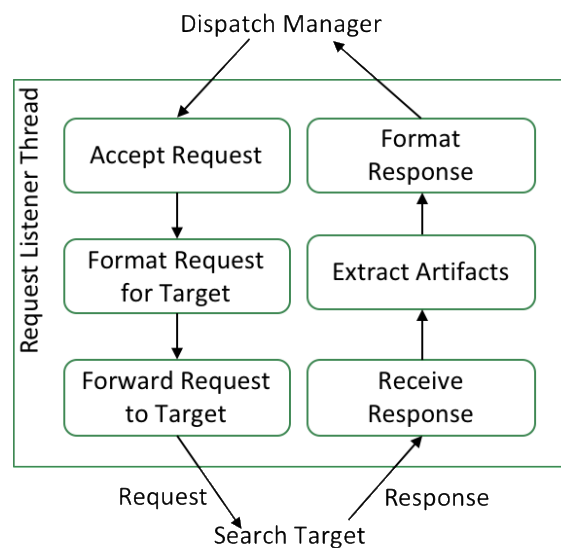 Dispatch Manager
Request Listener Thread
Accept Request
Format Request
for Target
Forward Request
to Target
Format
Response
Extract Artifacts
Receive
Response
Request
Response
Search Target